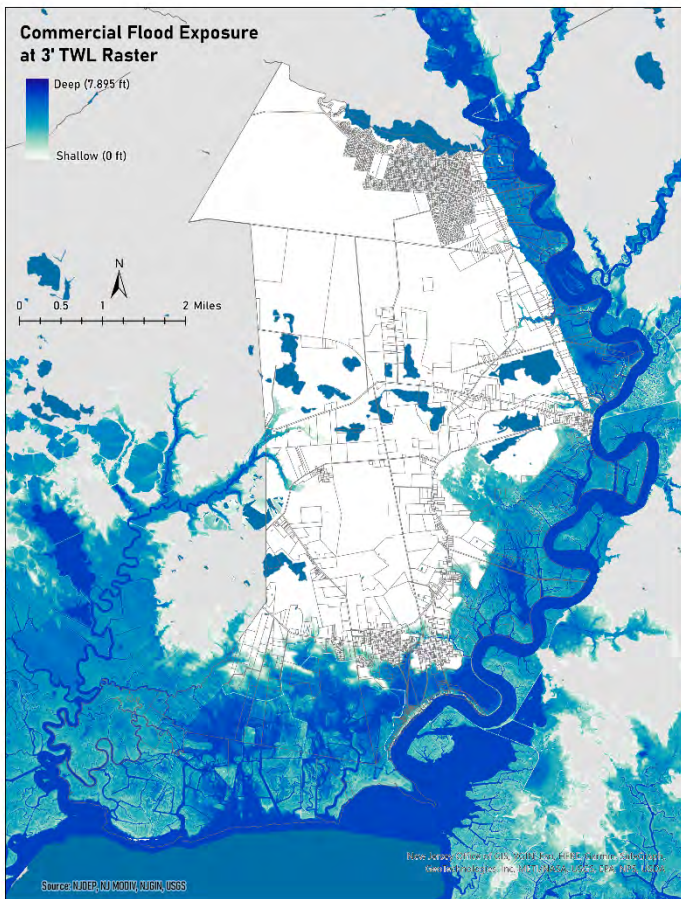 Commercial Flood Exposure
at 3' TWL Raster
Deep (7.895 ft)
Shallow (0 ft)
N
0 0.5 1 2 Miles
Source: NJDEP, NJ MODIV, NJGIN, USGS